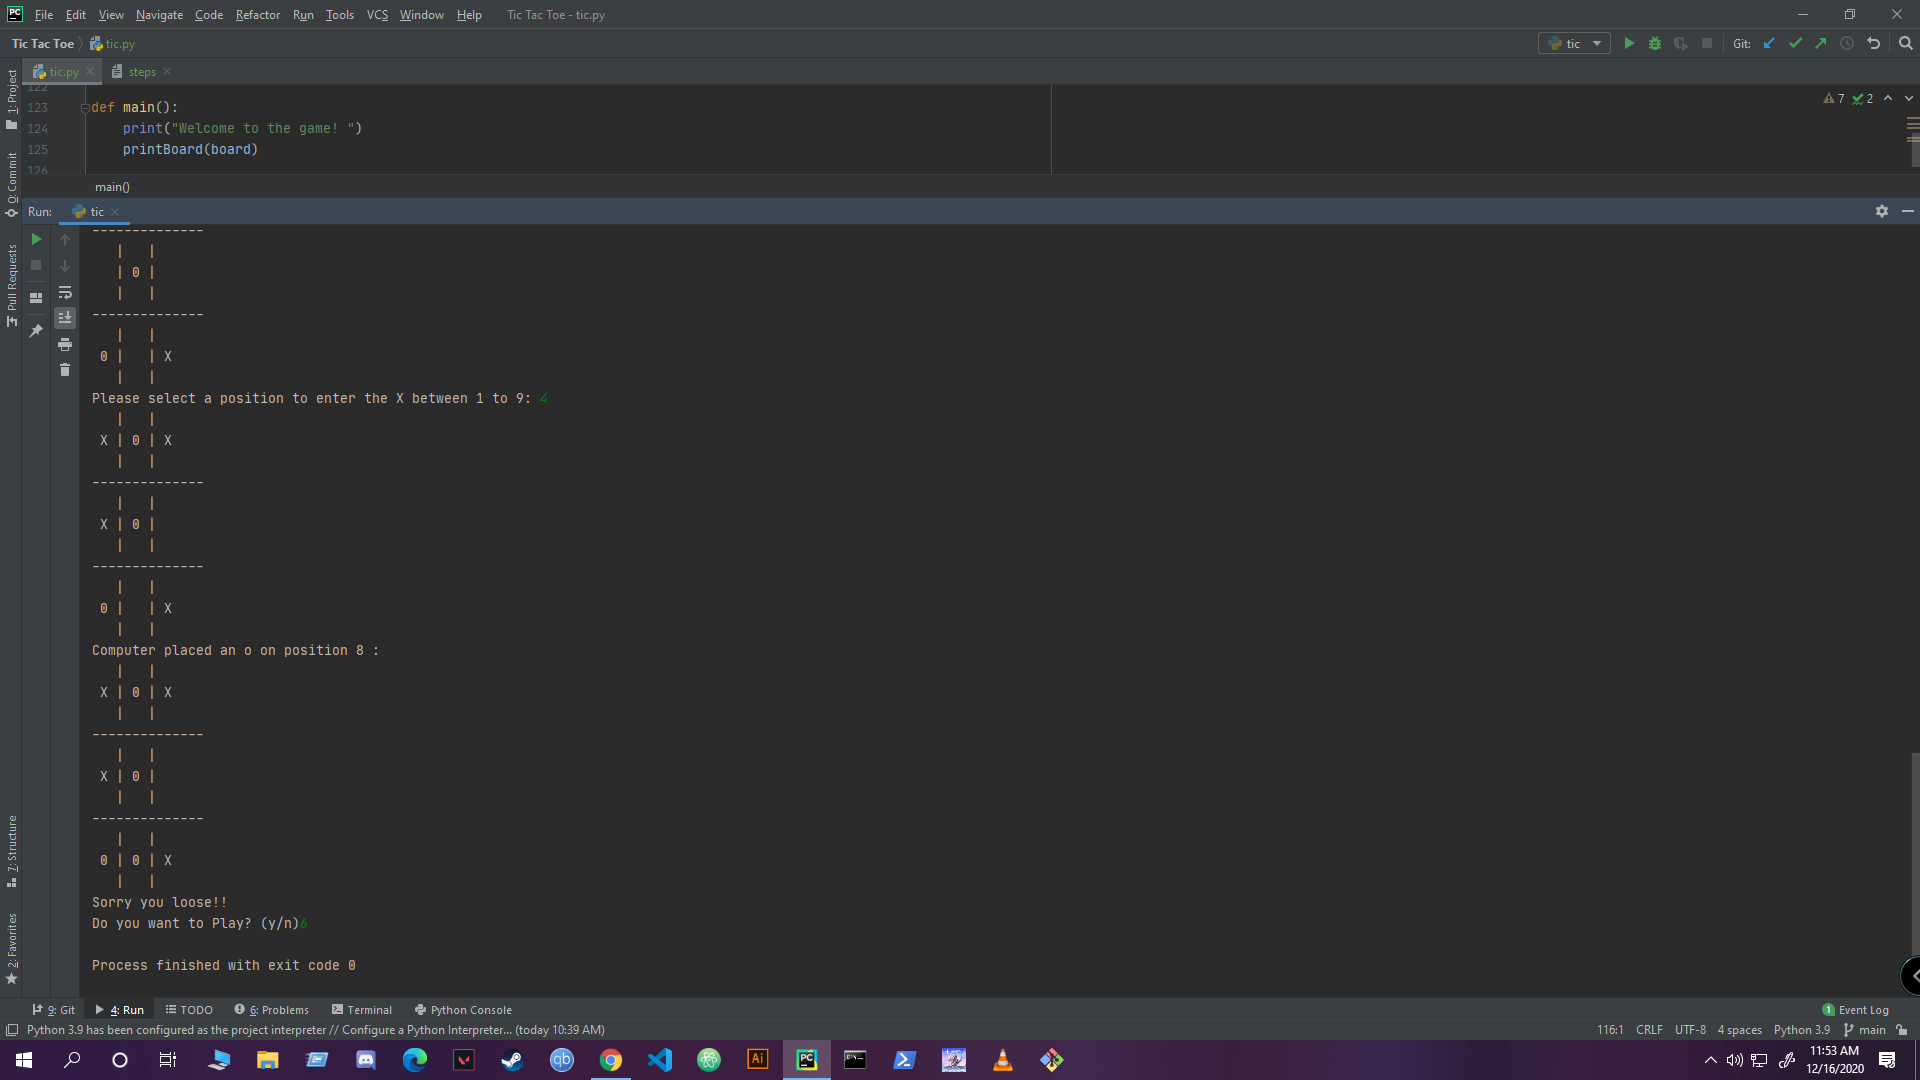 File Edit View Navigate Code Refactor Run Tools VCS Window Help Tic Tac Toe - tic.py
Tic Tac Toe tic.py tic Git:
tic.py steps
1: Project
0: Commit
Pull Requests
7: Structure
2: Favorites
122
123 def main():
124 print("Welcome to the game! ")
125 printBoard(board)
126
7 2
main()
Run: tic
--------------
| |
| 0 |
| |
--------------
| |
0 | | X
| |
Please select a position to enter the X between 1 to 9: 4
| |
X | 0 | X
| |
--------------
| |
X | 0 |
| |
--------------
| |
0 | | X
| |
Computer placed an o on position 8 :
| |
X | 0 | X
| |
--------------
| |
X | 0 |
| |
--------------
| |
0 | 0 | X
| |
Sorry you loose!!
Do you want to Play? (y/n)6
Process finished with exit code 0
9: Git 4: Run TODO 6: Problems Terminal Python Console 1 Event Log
Python 3.9 has been configured as the project interpreter // Configure a Python Interpreter... (today 10:39 AM) 116:1 CRLF UTF-8 4 spaces Python 3.9 main
qb Ai PC
11:53 AM
12/16/2020